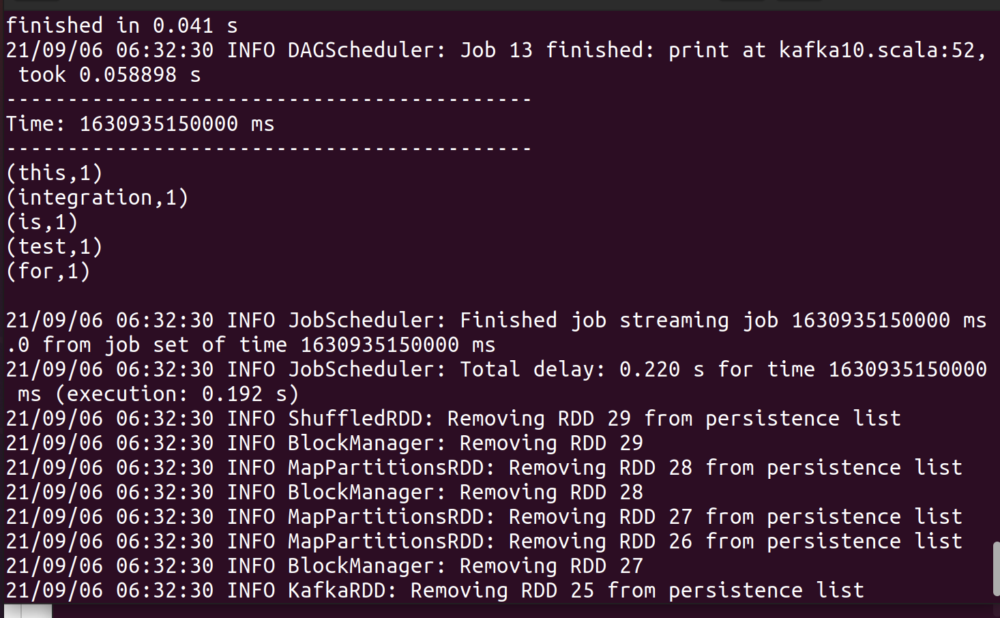 finished in 0.041 s
21/09/06 06:32:30 INFO DAGScheduler: Job 13 finished: print at kafka10.scala:52,
 took 0.058898 s
-------------------------------------------
Time: 1630935150000 ms
-------------------------------------------
(this,1)
(integration,1)
(is,1)
(test,1)
(for,1)

21/09/06 06:32:30 INFO JobScheduler: Finished job streaming job 1630935150000 ms
.0 from job set of time 1630935150000 ms
21/09/06 06:32:30 INFO JobScheduler: Total delay: 0.220 s for time 1630935150000
 ms (execution: 0.192 s)
21/09/06 06:32:30 INFO ShuffledRDD: Removing RDD 29 from persistence list
21/09/06 06:32:30 INFO BlockManager: Removing RDD 29
21/09/06 06:32:30 INFO MapPartitionsRDD: Removing RDD 28 from persistence list
21/09/06 06:32:30 INFO BlockManager: Removing RDD 28
21/09/06 06:32:30 INFO MapPartitionsRDD: Removing RDD 27 from persistence list
21/09/06 06:32:30 INFO MapPartitionsRDD: Removing RDD 26 from persistence list
21/09/06 06:32:30 INFO BlockManager: Removing RDD 27
21/09/06 06:32:30 INFO KafkaRDD: Removing RDD 25 from persistence list